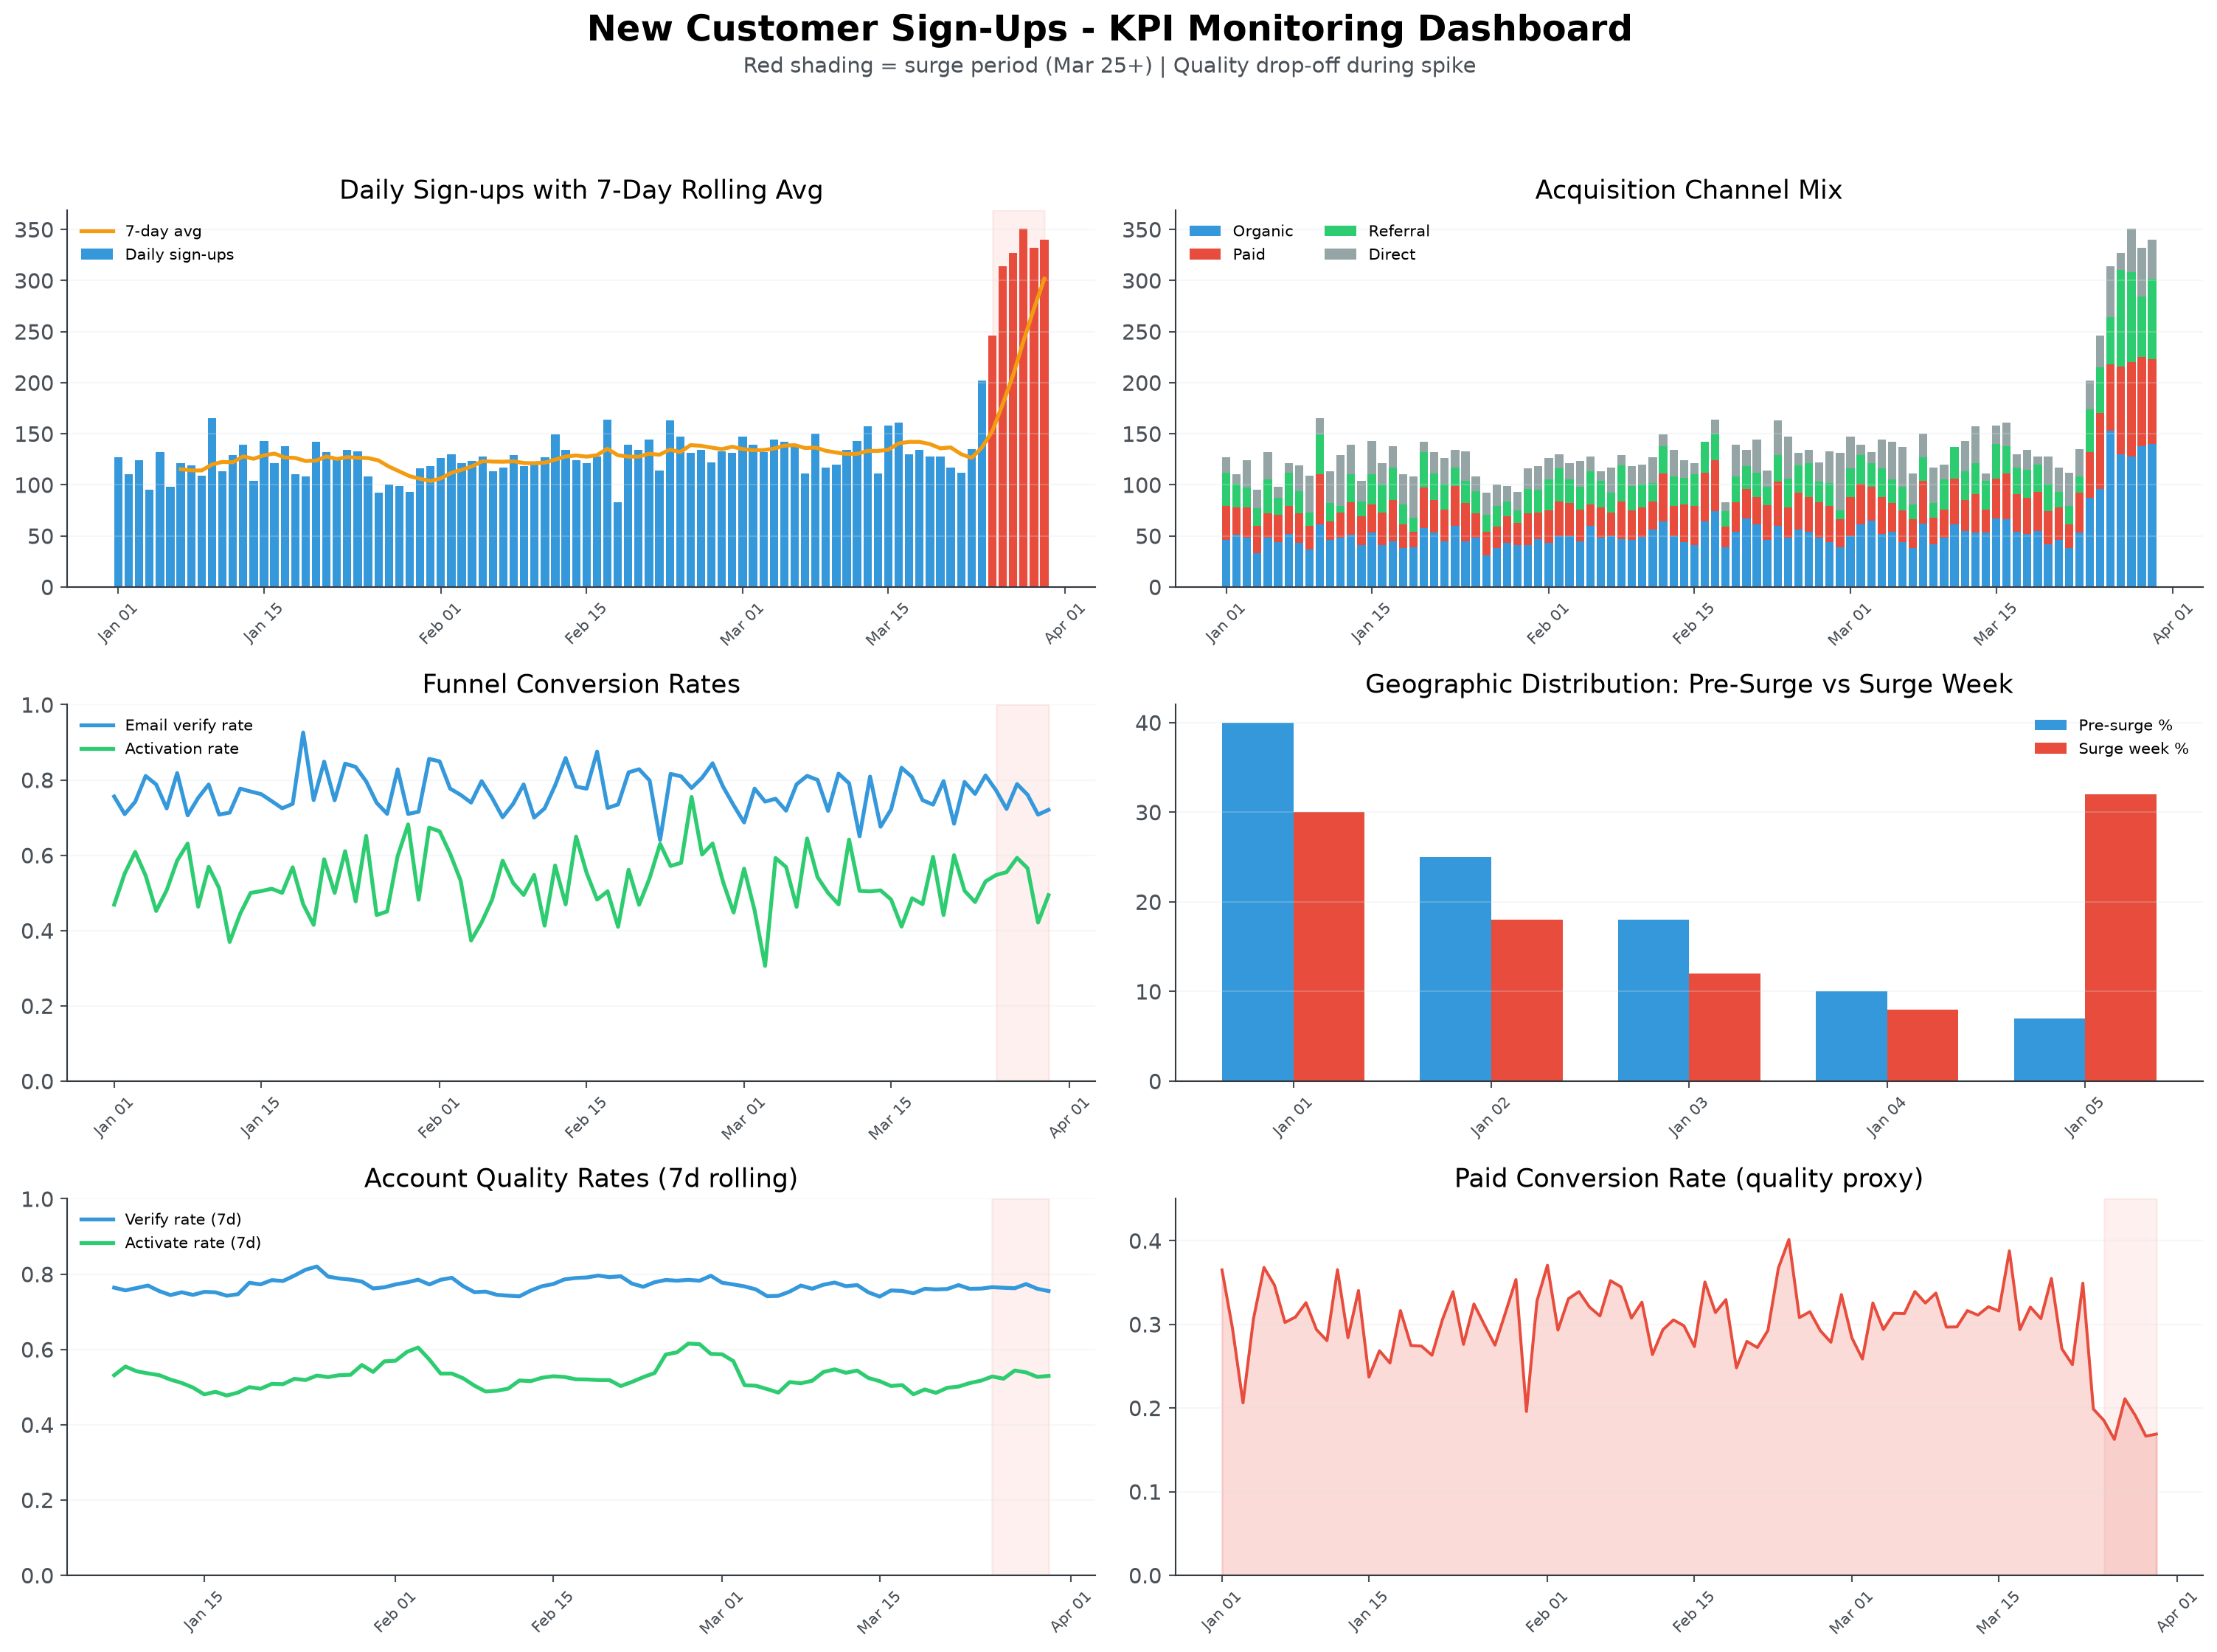 New Customer Sign-Ups - KPI Monitoring Dashboard
Red shading = surge period (Mar 25+) | Quality drop-off during spike
Daily Sign-ups with 7-Day Rolling Avg
7-day avg
Daily sign-ups
350
300
250
200
150
100
50
0
Jan 01
Jan 15
Feb 01
Feb 15
Mar 01
Mar 15
Apr 01
Acquisition Channel Mix
Organic
Paid
Referral
Direct
350
300
250
200
150
100
50
0
Jan 01
Jan 15
Feb 01
Feb 15
Mar 01
Mar 15
Apr 01
Funnel Conversion Rates
Email verify rate
Activation rate
1.0
0.8
0.6
0.4
0.2
0.0
Jan 01
Jan 15
Feb 01
Feb 15
Mar 01
Mar 15
Apr 01
Geographic Distribution: Pre-Surge vs Surge Week
Pre-surge %
Surge week %
40
30
20
10
0
Jan 01
Jan 02
Jan 03
Jan 04
Jan 05
Account Quality Rates (7d rolling)
Verify rate (7d)
Activate rate (7d)
1.0
0.8
0.6
0.4
0.2
0.0
Jan 15
Feb 01
Feb 15
Mar 01
Mar 15
Apr 01
Paid Conversion Rate (quality proxy)
0.4
0.3
0.2
0.1
0.0
Jan 01
Jan 15
Feb 01
Feb 15
Mar 01
Mar 15
Apr 01